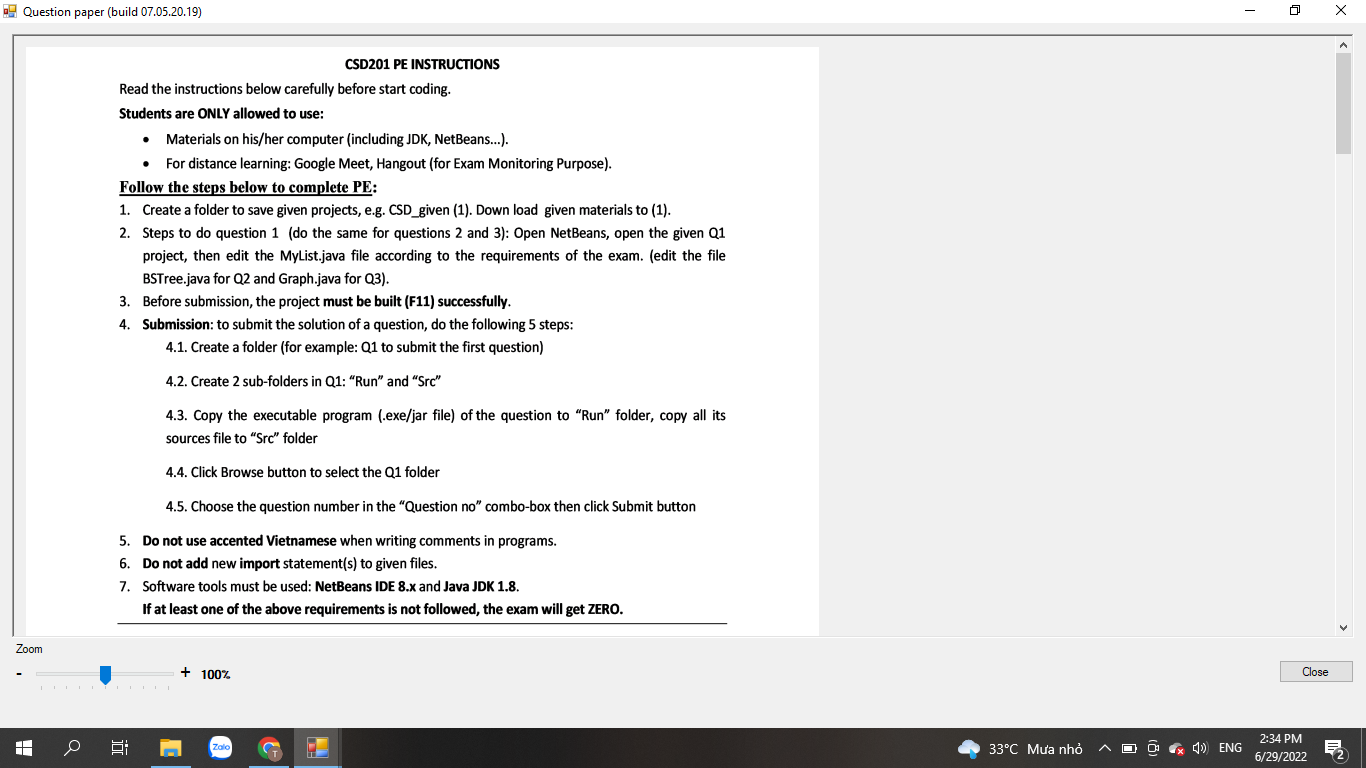 Question paper (build 07.05.20.19)
CSD201 PE INSTRUCTIONS
Read the instructions below carefully before start coding.
Students are ONLY allowed to use:
• Materials on his/her computer (including JDK, NetBeans...).
• For distance learning: Google Meet, Hangout (for Exam Monitoring Purpose).
Follow the steps below to complete PE:
1. Create a folder to save given projects, e.g. CSD_given (1). Down load given materials to (1).
2. Steps to do question 1 (do the same for questions 2 and 3): Open NetBeans, open the given Q1
project, then edit the MyList.java file according to the requirements of the exam. (edit the file
BSTree.java for Q2 and Graph.java for Q3).
3. Before submission, the project must be built (F11) successfully.
4. Submission: to submit the solution of a question, do the following 5 steps:
4.1. Create a folder (for example: Q1 to submit the first question)
4.2. Create 2 sub-folders in Q1: “Run” and “Src”
4.3. Copy the executable program (.exe/jar file) of the question to “Run” folder, copy all its
sources file to “Src” folder
4.4. Click Browse button to select the Q1 folder
4.5. Choose the question number in the “Question no” combo-box then click Submit button
5. Do not use accented Vietnamese when writing comments in programs.
6. Do not add new import statement(s) to given files.
7. Software tools must be used: NetBeans IDE 8.x and Java JDK 1.8.
If at least one of the above requirements is not followed, the exam will get ZERO.
Zoom
- + 100%
Close
Zalo
T
33°C Mưa nhỏ
ENG
2:34 PM
6/29/2022
2